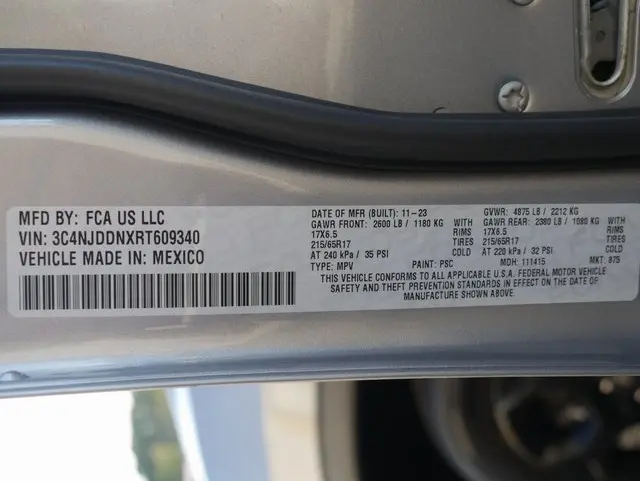 MFD BY: FCA US LLC
VIN: 3C4NJDDNXRT609340
VEHICLE MADE IN: MEXICO
DATE OF MFR (BUILT): 11-23
GAWR FRONT: 2600 LB / 1180 KG WITH
17X6.5 RIMS
215/65R17 TIRES
AT 240 kPa / 35 PSI COLD
TYPE: MPV
GVWR: 4875 LB / 2212 KG
GAWR REAR: 2380 LB / 1080 KG WITH
17X6.5 RIMS
215/65R17 TIRES
AT 220 kPa / 32 PSI COLD
PAINT: PSC MDH: 111415 MKT: 875
THIS VEHICLE CONFORMS TO ALL APPLICABLE U.S.A. FEDERAL MOTOR VEHICLE
SAFETY AND THEFT PREVENTION STANDARDS IN EFFECT ON THE DATE OF
MANUFACTURE SHOWN ABOVE.